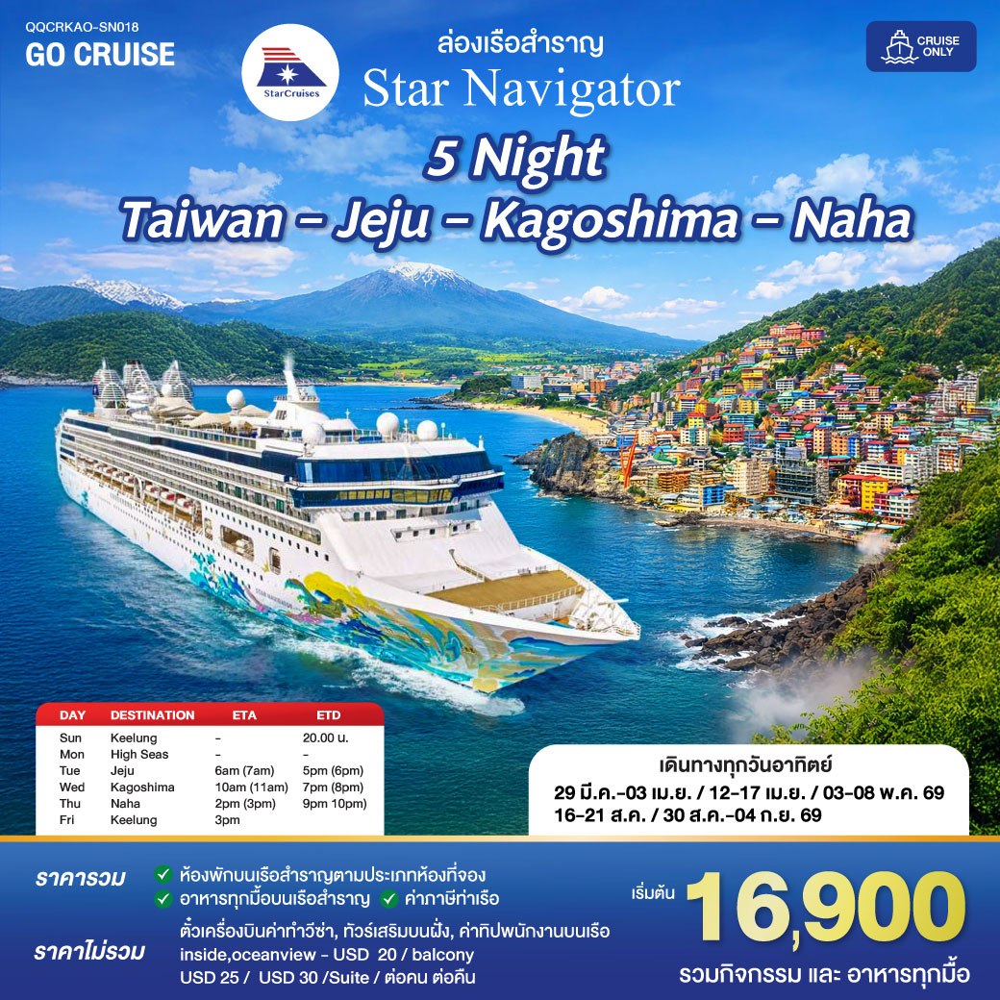 QQCRKAO-SN018
GO CRUISE
StarCruises
ล่องเรือสำราญ
Star Navigator
CRUISE
ONLY
5 Night
Taiwan – Jeju – Kagoshima – Naha
STAR NAVIGATOR
DAY DESTINATION ETA ETD
Sun Keelung - 20.00 น.
Mon High Seas - -
Tue Jeju 6am (7am) 5pm (6pm)
Wed Kagoshima 10am (11am) 7pm (8pm)
Thu Naha 2pm (3pm) 9pm 10pm)
Fri Keelung 3pm
เดินทางทุกวันอาทิตย์
29 มี.ค.-03 เม.ย. / 12-17 เม.ย. / 03-08 พ.ค. 69
16-21 ส.ค. / 30 ส.ค.-04 ก.ย. 69
ราคารวม
ห้องพักบนเรือสำราญตามประเภทห้องที่จอง
อาหารทุกมื้อบนเรือสำราญ ค่าภาษีท่าเรือ
ราคาไม่รวม
ตั๋วเครื่องบินค่าทำวีซ่า, ทัวร์เสริมบนฝั่ง, ค่าทิปพนักงานบนเรือ
inside,oceanview - USD 20 / balcony
USD 25 / USD 30 /Suite / ต่อคน ต่อคืน
เริ่มต้น 16,900
รวมกิจกรรม และ อาหารทุกมื้อ